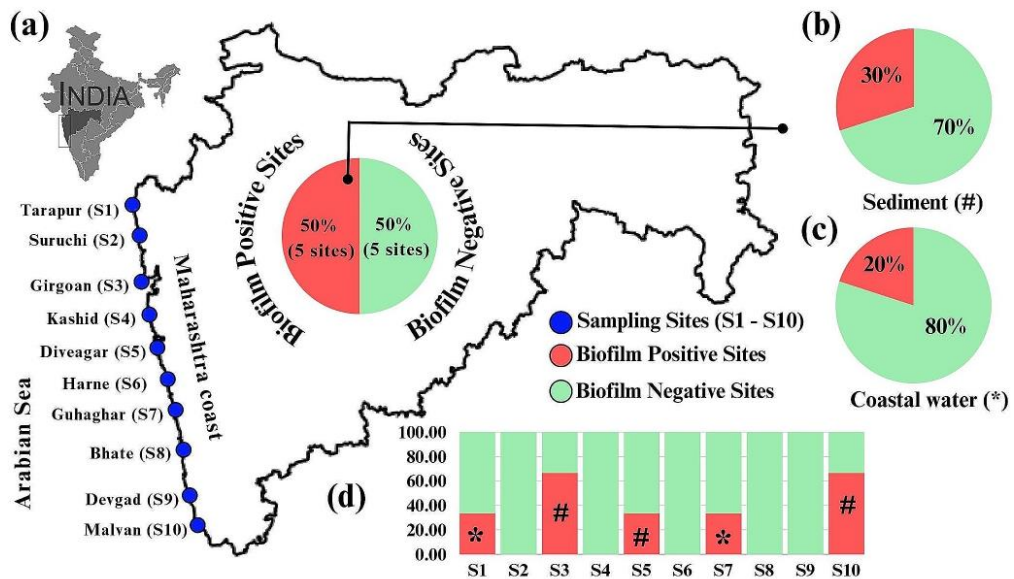 (a)
INDIA
Tarapur (S1)
Suruchi (S2)
Girgoan (S3)
Kashid (S4)
Diveagar (S5)
Harne (S6)
Guhaghar (S7)
Bhate (S8)
Devgad (S9)
Malvan (S10)
Arabian Sea
Maharashtra coast
Biofilm Positive Sites
Biofilm Negative Sites
50%
(5 sites)
50%
(5 sites)
Sampling Sites (S1 - S10)
Biofilm Positive Sites
Biofilm Negative Sites
(b)
30%
70%
Sediment (#)
(c)
20%
80%
Coastal water (*)
(d)
100.00
80.00
60.00
40.00
20.00
0.00
* # # * #
S1 S2 S3 S4 S5 S6 S7 S8 S9 S10